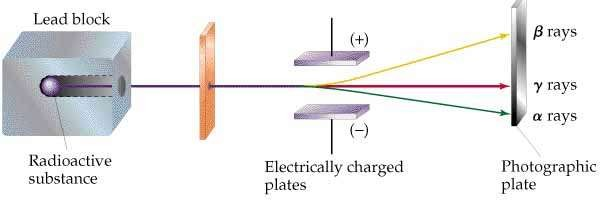 Lead block
(+)
β rays
γ rays
α rays
(−)
Radioactive
substance
Electrically charged
plates
Photographic
plate